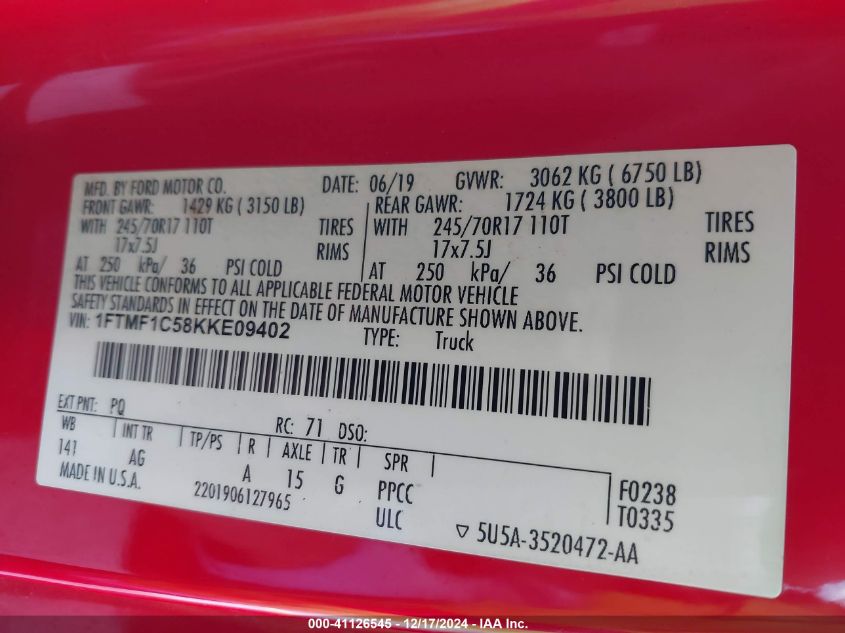 MFD. BY FORD MOTOR CO. DATE: 06/19 GVWR: 3062 KG ( 6750 LB)
FRONT GAWR: 1429 KG ( 3150 LB) REAR GAWR: 1724 KG ( 3800 LB)
WITH 245/70R17 110T TIRES WITH 245/70R17 110T TIRES
17x7.5J RIMS 17x7.5J RIMS
AT 250 kPa/ 36 PSI COLD AT 250 kPa/ 36 PSI COLD
THIS VEHICLE CONFORMS TO ALL APPLICABLE FEDERAL MOTOR VEHICLE
SAFETY STANDARDS IN EFFECT ON THE DATE OF MANUFACTURE SHOWN ABOVE.
VIN: 1FTMF1C58KKE09402 TYPE: Truck
EXT PNT: PQ RC: 71 DSO:
WB INT TR TP/PS R AXLE TR SPR
141 AG A 15 G PPCC F0238
MADE IN U.S.A. 2201906127965 ULC T0335
▽ 5U5A-3520472-AA
000-41126545 - 12/17/2024 - IAA Inc.